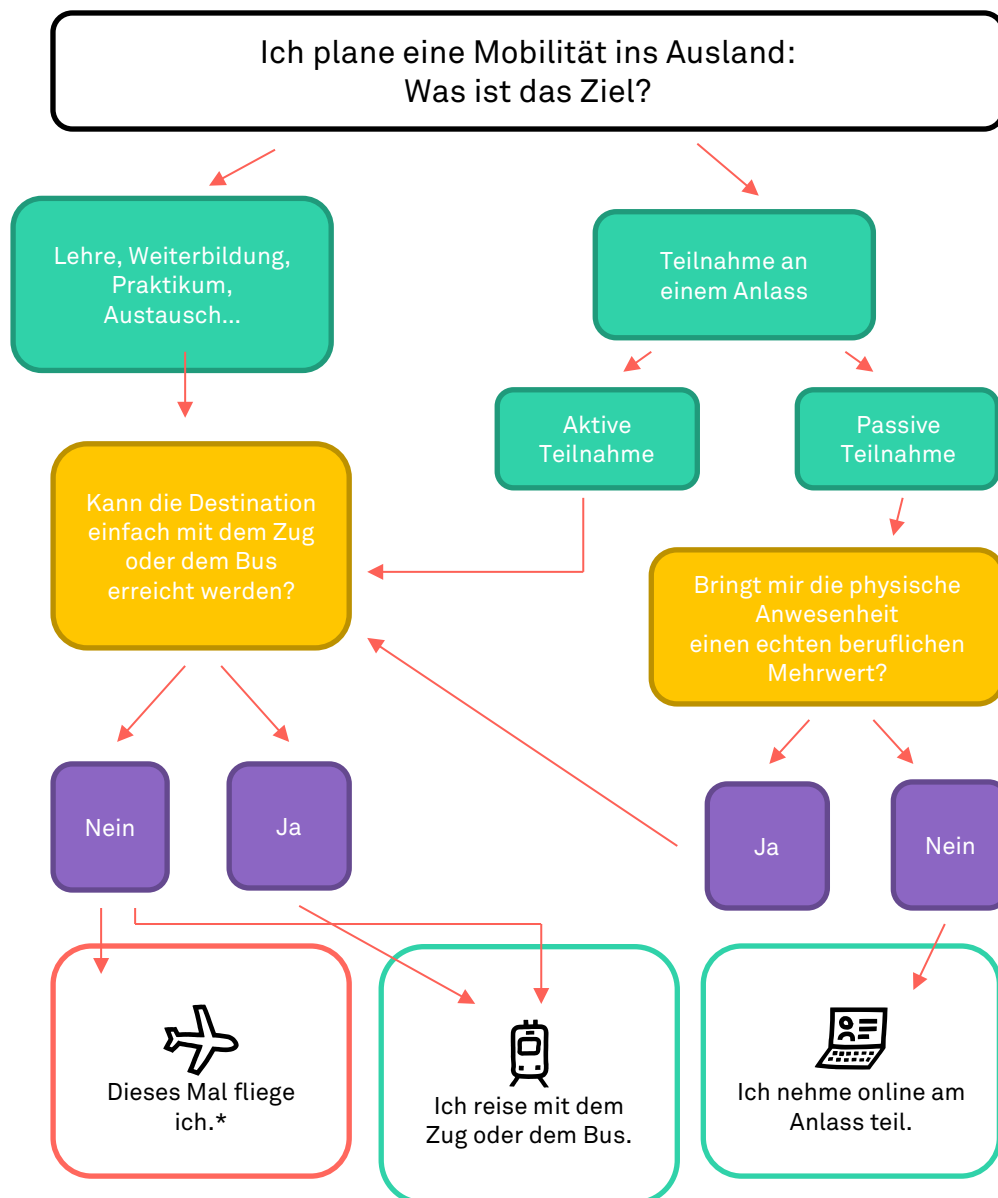 Ich plane eine Mobilität ins Ausland:
Was ist das Ziel?
Lehre, Weiterbildung,
Praktikum,
Austausch...
Teilnahme an
einem Anlass
Aktive
Teilnahme
Passive
Teilnahme
Kann die Destination
einfach mit dem Zug
oder dem Bus
erreicht werden?
Bringt mir die physische
Anwesenheit
einen echten beruflichen
Mehrwert?
Nein
Ja
Ja
Nein
Dieses Mal fliege
ich.*
Ich reise mit dem
Zug oder dem Bus.
Ich nehme online am
Anlass teil.